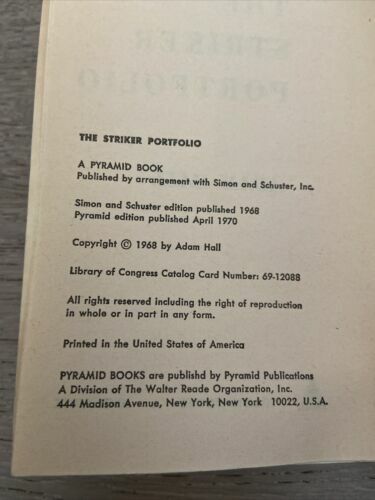 THE STRIKER PORTFOLIO
A PYRAMID BOOK
Published by arrangement with Simon and Schuster, Inc.
Simon and Schuster edition published 1968
Pyramid edition published April 1970
Copyright © 1968 by Adam Hall
Library of Congress Catalog Card Number: 69-12088
All rights reserved including the right of reproduction
in whole or in part in any form.
Printed in the United States of America
PYRAMID BOOKS are publishd by Pyramid Publications
A Division of The Walter Reade Organization, Inc.
444 Madison Avenue, New York, New York 10022, U.S.A.